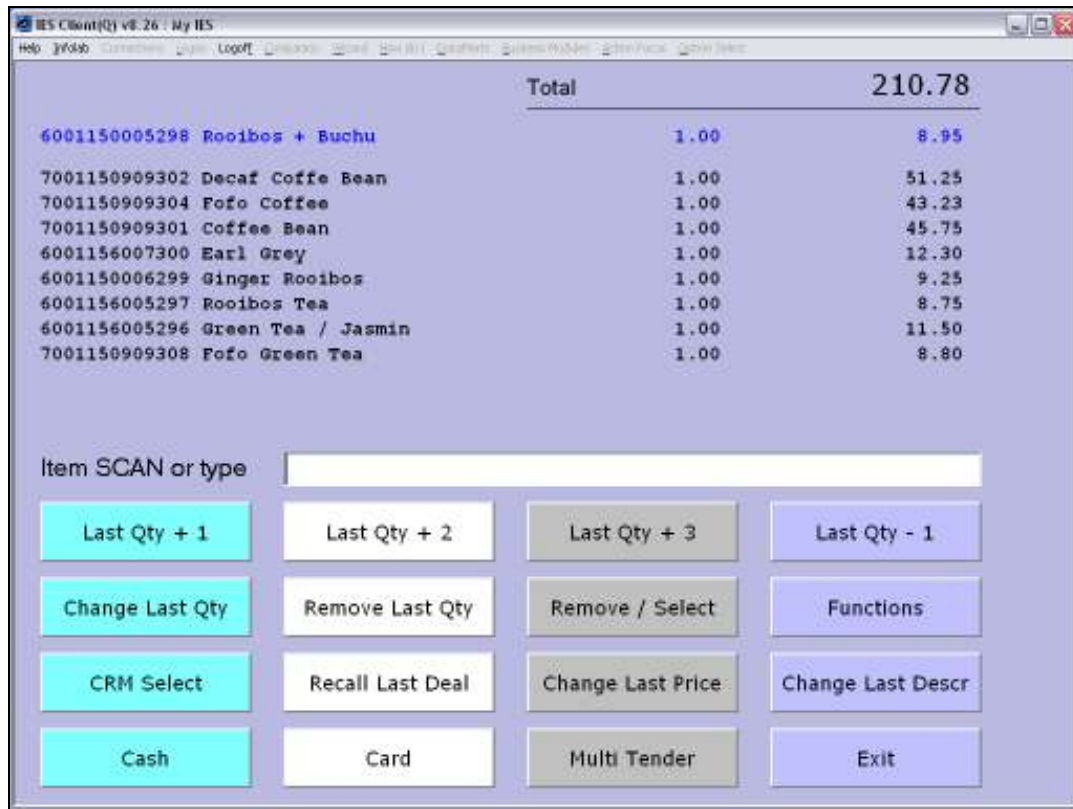 IES Client(Q) v8.26 : My IES
Help Infolab Logoff
Total 210.78
6001150005298 Rooibos + Buchu 1.00 8.95
7001150909302 Decaf Coffe Bean 1.00 51.25
7001150909304 Fofo Coffee 1.00 43.23
7001150909301 Coffee Bean 1.00 45.75
6001156007300 Earl Grey 1.00 12.30
6001150006299 Ginger Rooibos 1.00 9.25
6001156005297 Rooibos Tea 1.00 8.75
6001156005296 Green Tea / Jasmin 1.00 11.50
7001150909308 Fofo Green Tea 1.00 8.80
Item SCAN or type
Last Qty + 1 Last Qty + 2 Last Qty + 3 Last Qty - 1
Change Last Qty Remove Last Qty Remove / Select Functions
CRM Select Recall Last Deal Change Last Price Change Last Descr
Cash Card Multi Tender Exit